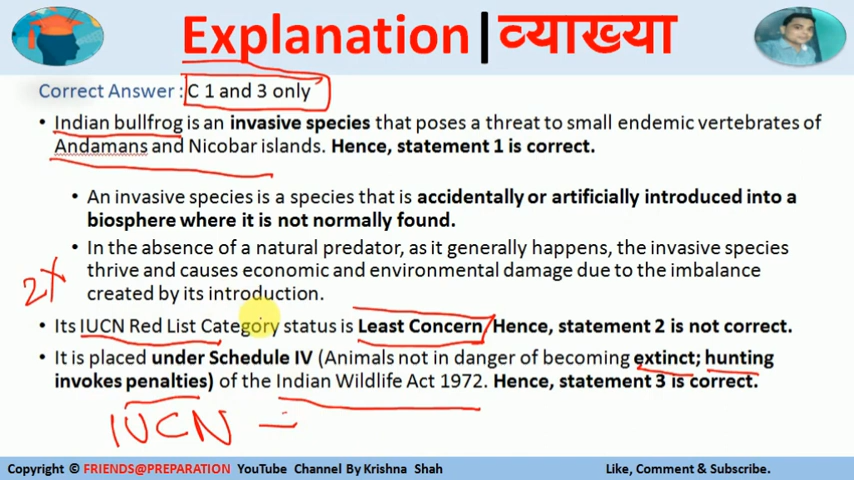 Explanation|व्याख्या
Correct Answer : C 1 and 3 only
• Indian bullfrog is an invasive species that poses a threat to small endemic vertebrates of
Andamans and Nicobar islands. Hence, statement 1 is correct.
• An invasive species is a species that is accidentally or artificially introduced into a
biosphere where it is not normally found.
• In the absence of a natural predator, as it generally happens, the invasive species
thrive and causes economic and environmental damage due to the imbalance
created by its introduction.
2X
• Its IUCN Red List Category status is Least Concern Hence, statement 2 is not correct.
• It is placed under Schedule IV (Animals not in danger of becoming extinct; hunting
invokes penalties) of the Indian Wildlife Act 1972. Hence, statement 3 is correct.
IUCN =
Copyright © FRIENDS@PREPARATION YouTube Channel By Krishna Shah Like, Comment & Subscribe.